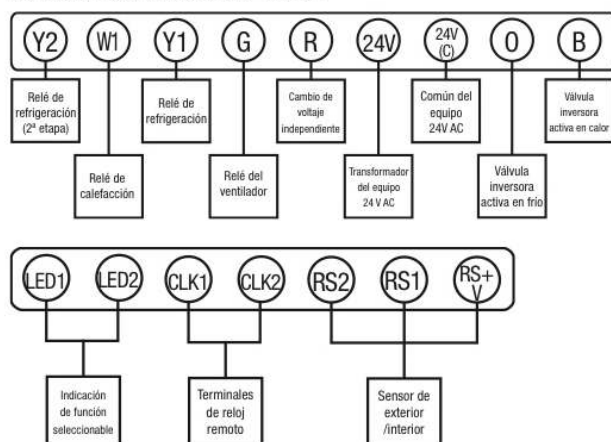 Y2 W1 Y1 G R 24V 24V (C) O B
Relé de
refrigeración
(2ª etapa)
Relé de
calefacción
Relé de
refrigeración
Relé del
ventilador
Cambio de
voltaje
independiente
Transformador
del equipo
24 V AC
Común del
equipo
24V AC
Válvula
inversora
activa en frío
Válvula
inversora
activa en calor
LED1 LED2 CLK1 CLK2 RS2 RS1 RS+ V
Indicación
de función
seleccionable
Terminales
de reloj
remoto
Sensor de
exterior
/interior